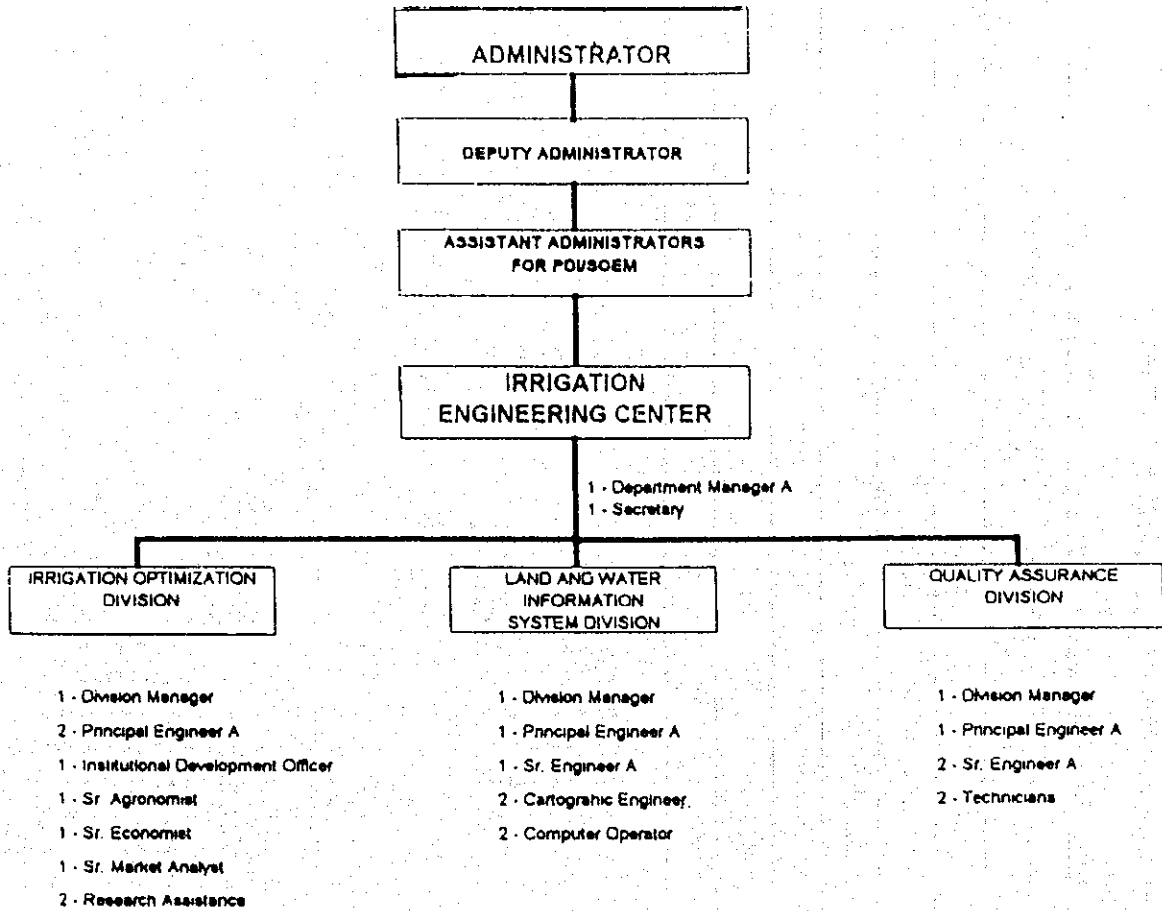 ADMINISTRATOR
DEPUTY ADMINISTRATOR
ASSISTANT ADMINISTRATORS
FOR PDI/SOEM
IRRIGATION
ENGINEERING CENTER
1 - Department Manager A
1 - Secretary
IRRIGATION OPTIMIZATION
DIVISION
1 - Division Manager
2 - Principal Engineer A
1 - Institutional Development Officer
1 - Sr. Agronomist
1 - Sr. Economist
1 - Sr. Market Analyst
2 - Research Assistance
LAND ANG WATER
INFORMATION
SYSTEM DIVISION
1 - Division Manager
1 - Principal Engineer A
1 - Sr. Engineer A
2 - Cartograhic Engineer
2 - Computer Operator
QUALITY ASSURANCE
DIVISION
1 - Division Manager
1 - Principal Engineer A
2 - Sr. Engineer A
2 - Technicians